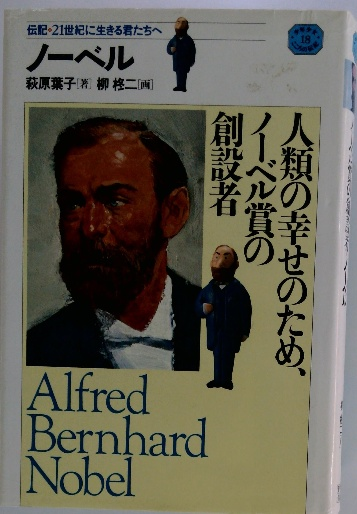 伝記・21世紀に生きる君たちへ
ノーベル
萩原葉子[著] 柳柊二[画]
18
人類の幸せのため、
ノーベル賞の
創設者
Alfred
Bernhard
Nobel